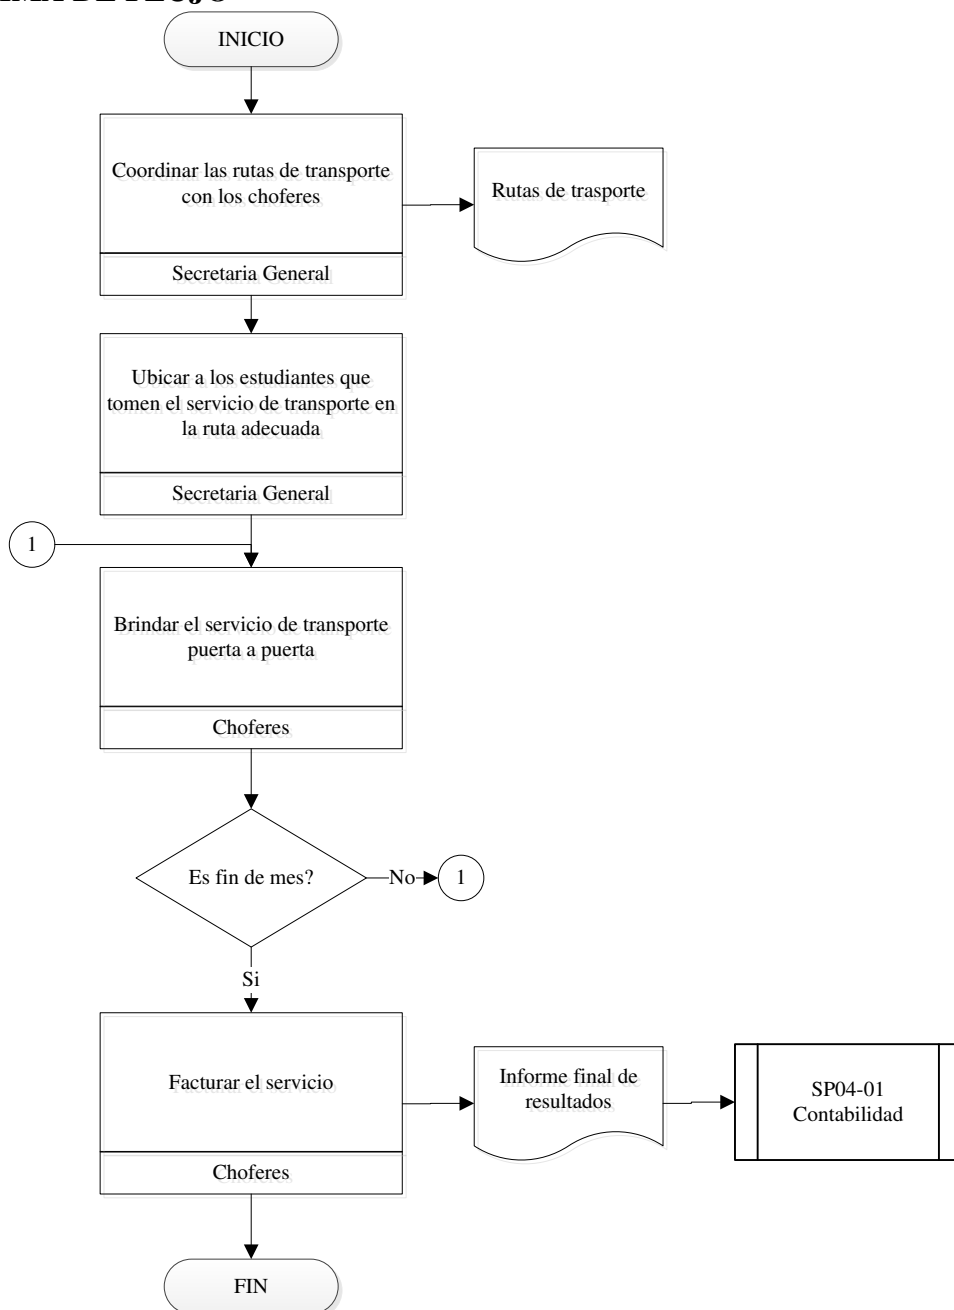 INICIO
Coordinar las rutas de transporte
con los choferes
Rutas de trasporte
Secretaria General
Ubicar a los estudiantes que
tomen el servicio de transporte en
la ruta adecuada
Secretaria General
1
Brindar el servicio de transporte
puerta a puerta
Choferes
Es fin de mes?
No
1
Si
Facturar el servicio
Informe final de
resultados
SP04-01
Contabilidad
Choferes
FIN